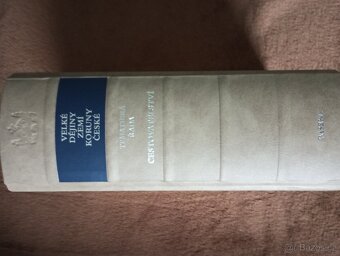 VELKÉ
DĚJINY
ZEMÍ
KORUNY
ČESKÉ
TEMATICKÁ
ŘADA
CESTOVATELSTVÍ
PASEKA